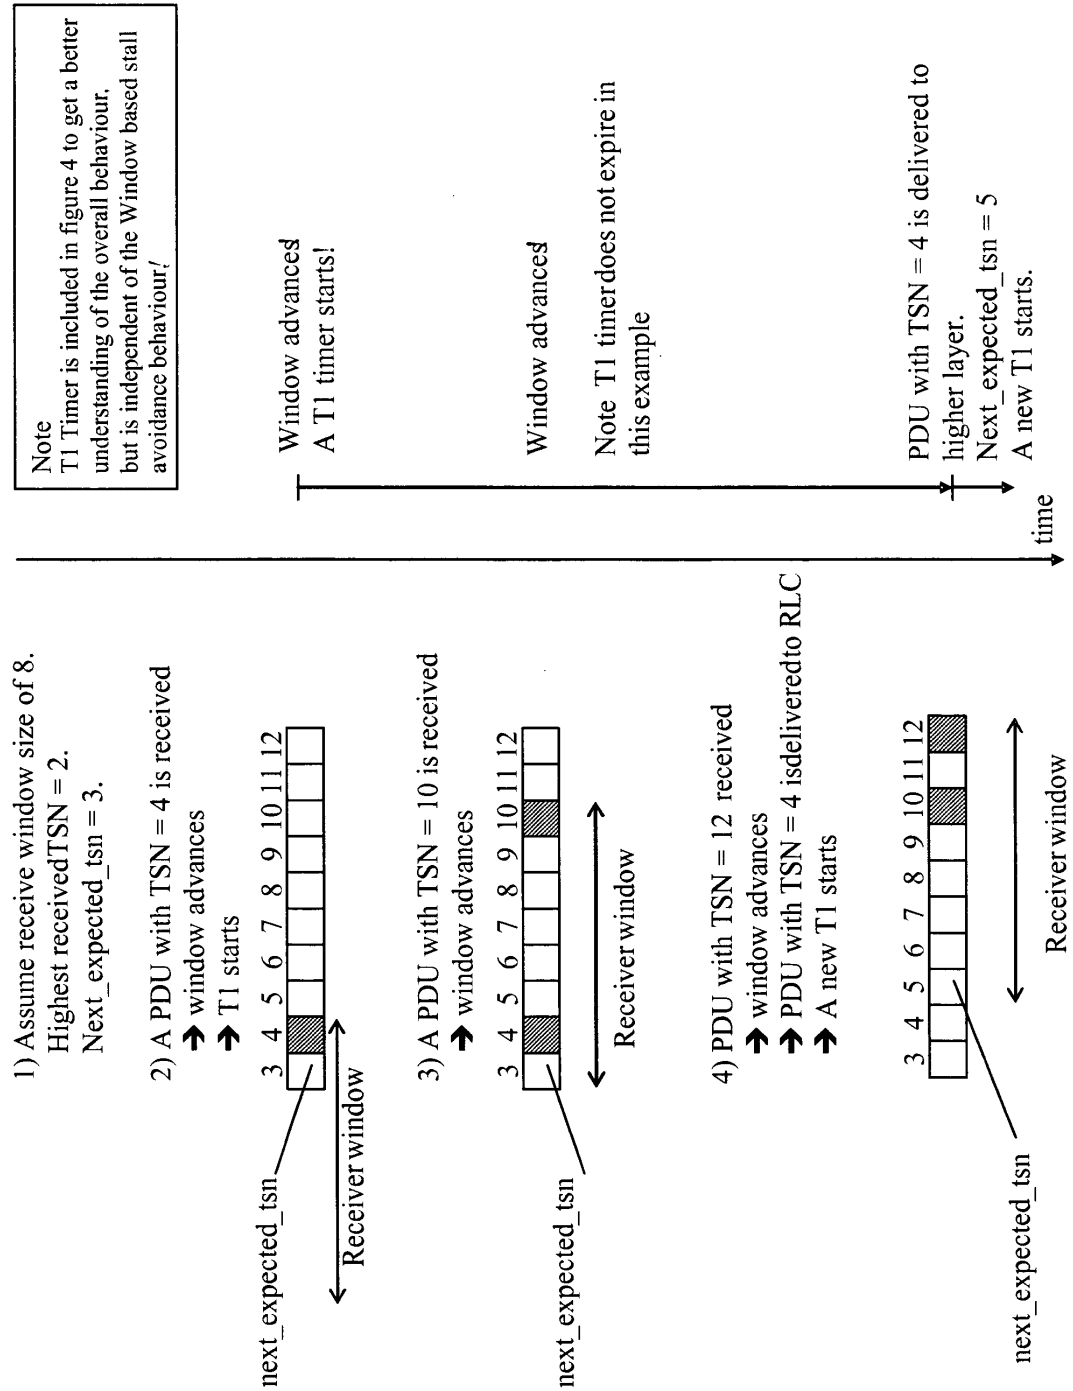 1) Assume receive window size of 8.
Highest receivedTSN = 2.
Next_expected_tsn = 3.
2) A PDU with TSN = 4 is received
➔ window advances
➔ T1 starts
3 4 5 6 7 8 9 10 11 12
next_expected_tsn
Receiver window
3) A PDU with TSN = 10 is received
➔ window advances
3 4 5 6 7 8 9 10 11 12
Receiver window
next_expected_tsn
4) PDU with TSN = 12 received
➔ window advances
➔ PDU with TSN = 4 isdeliveredto RLC
➔ A new T1 starts
3 4 5 6 7 8 9 10 11 12
Receiver window
next_expected_tsn
time
Note
T1 Timer is included in figure 4 to get a better
understanding of the overall behaviour,
but is independent of the Window based stall
avoidance behaviour!
Window advances!
A T1 timer starts!
Window advances!
Note T1 timerdoes not expire in
this example
PDU with TSN = 4 is delivered to
higher layer.
Next_expected_tsn = 5
A new T1 starts.